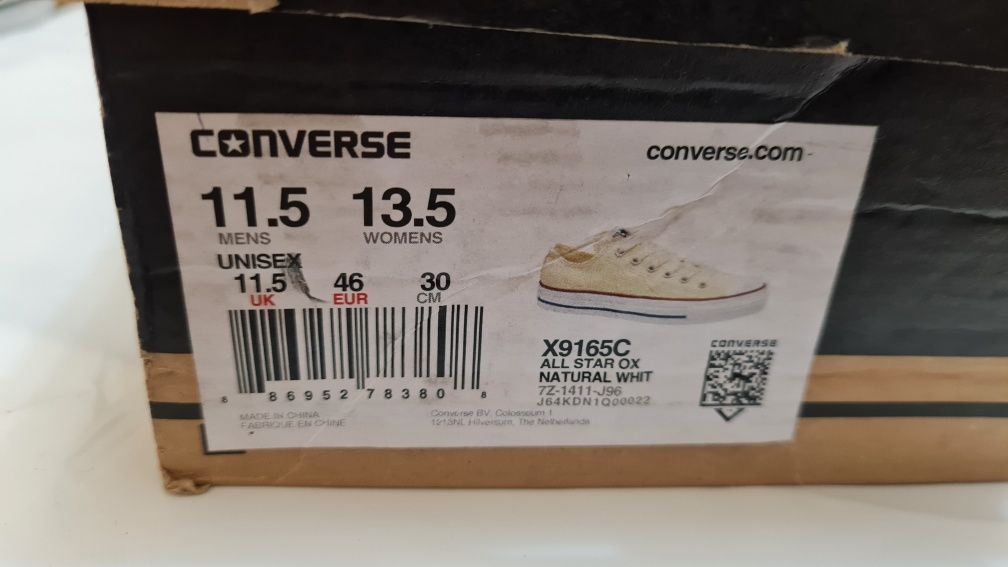 CONVERSE
converse.com
11.5 13.5
MENS WOMENS
UNISEX
11.5 46 30
UK EUR CM
8 86952 78380 8
MADE IN CHINA
FABRIQUE EN CHINE
Converse BV, Colosseum 1
1213NL Hilversum, The Netherlands
X9165C
ALL STAR OX
NATURAL WHIT
7Z-1411-J96
J64KDN1Q00022
CONVERSE